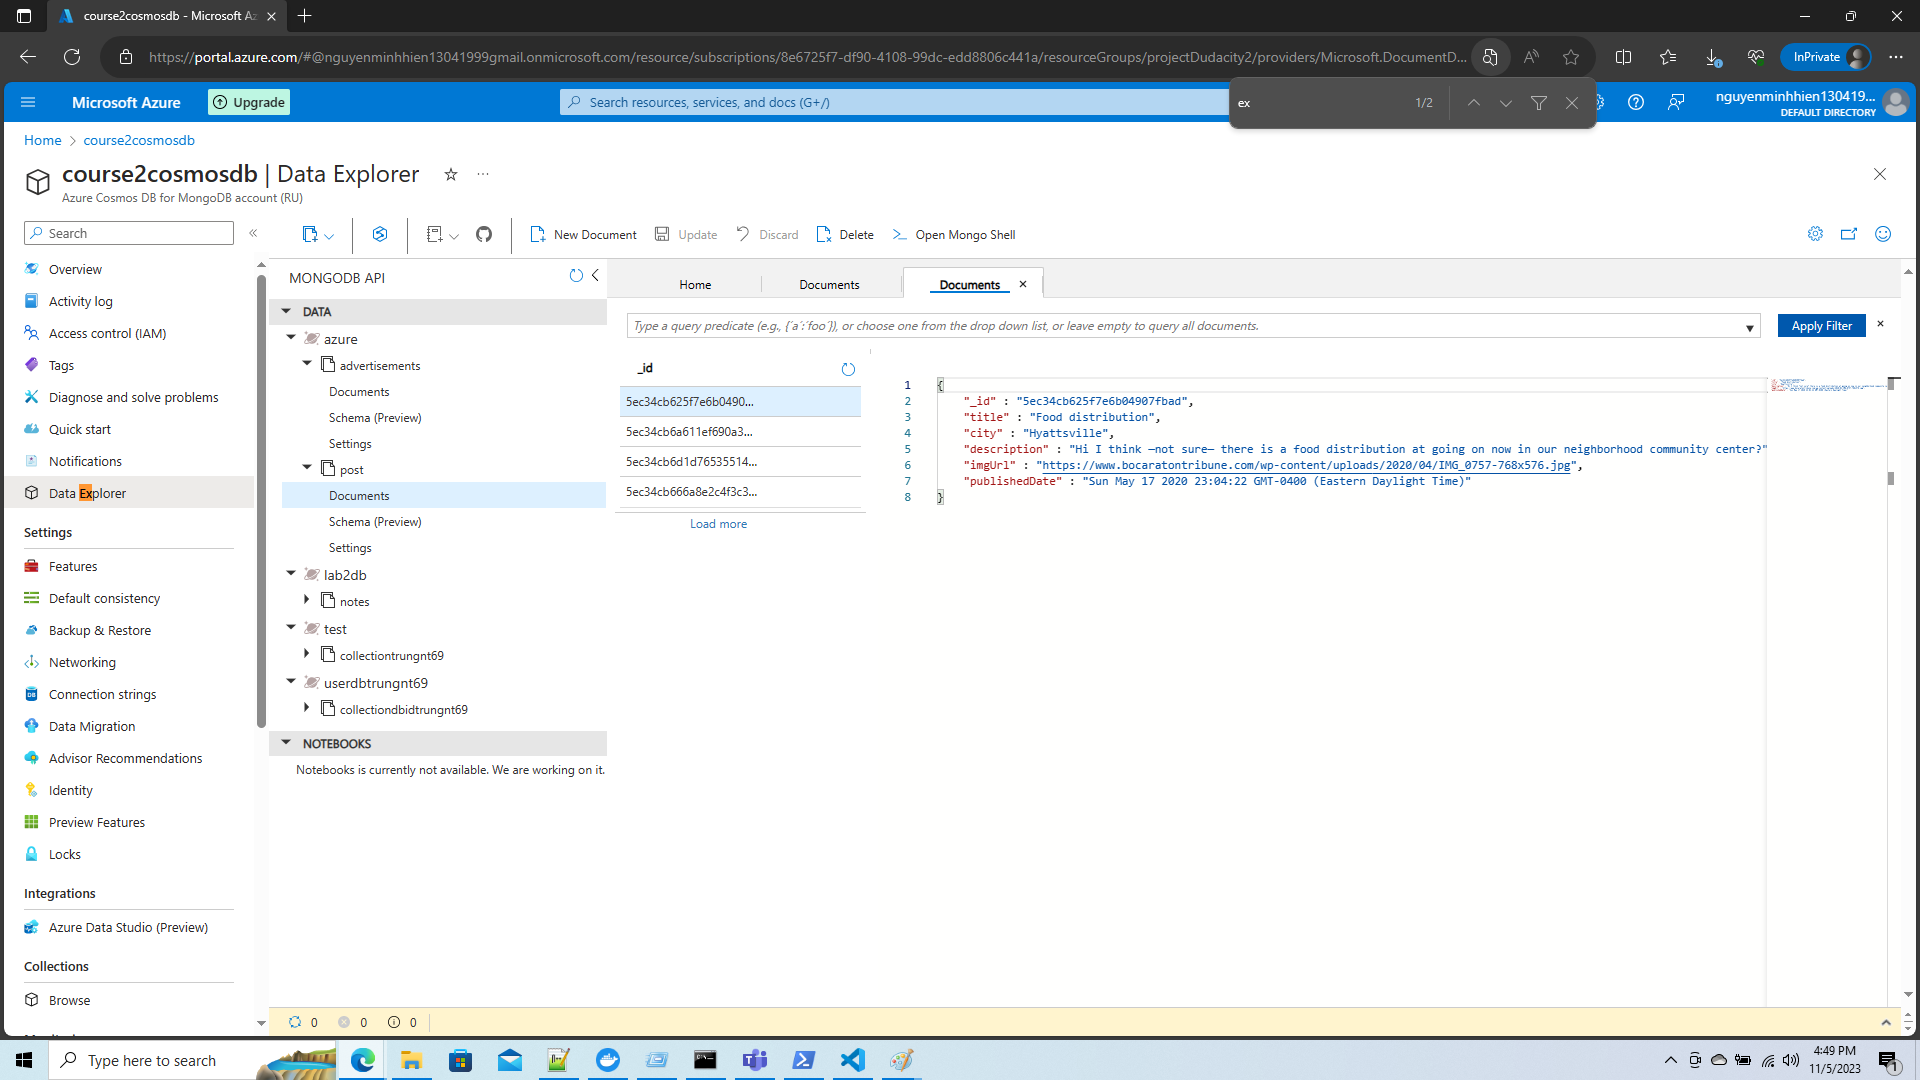 course2cosmosdb - Microsoft Az
https://portal.azure.com/#@nguyenminhhien13041999gmail.onmicrosoft.com/resource/subscriptions/8e6725f7-df90-4108-99dc-edd8806c441a/resourceGroups/projectDudacity2/providers/Microsoft.DocumentD...
InPrivate
Microsoft Azure
Upgrade
Search resources, services, and docs (G+/)
ex
1/2
nguyenminhhien130419...
DEFAULT DIRECTORY
Home > course2cosmosdb
course2cosmosdb | Data Explorer
Azure Cosmos DB for MongoDB account (RU)
Search
New Document
Update
Discard
Delete
Open Mongo Shell
Overview
Activity log
Access control (IAM)
Tags
Diagnose and solve problems
Quick start
Notifications
Data Explorer
Settings
Features
Default consistency
Backup & Restore
Networking
Connection strings
Data Migration
Advisor Recommendations
Identity
Preview Features
Locks
Integrations
Azure Data Studio (Preview)
Collections
Browse
MONGODB API
DATA
azure
advertisements
Documents
Schema (Preview)
Settings
post
Documents
Schema (Preview)
Settings
lab2db
notes
test
collectiontrungnt69
userdbtrungnt69
collectiondbidtrungnt69
NOTEBOOKS
Notebooks is currently not available. We are working on it.
Home
Documents
Documents
Type a query predicate (e.g., {´a´:´foo´}), or choose one from the drop down list, or leave empty to query all documents.
Apply Filter
_id
5ec34cb625f7e6b0490...
5ec34cb6a611ef690a3...
5ec34cb6d1d76535514...
5ec34cb666a8e2c4f3c3...
Load more
1 {
2 "_id" : "5ec34cb625f7e6b04907fbad",
3 "title" : "Food distribution",
4 "city" : "Hyattsville",
5 "description" : "Hi I think —not sure— there is a food distribution at going on now in our neighborhood community center?"
6 "imgUrl" : "https://www.bocaratontribune.com/wp-content/uploads/2020/04/IMG_0757-768x576.jpg",
7 "publishedDate" : "Sun May 17 2020 23:04:22 GMT-0400 (Eastern Daylight Time)"
8 }
0
0
0
Type here to search
4:49 PM
11/5/2023
1